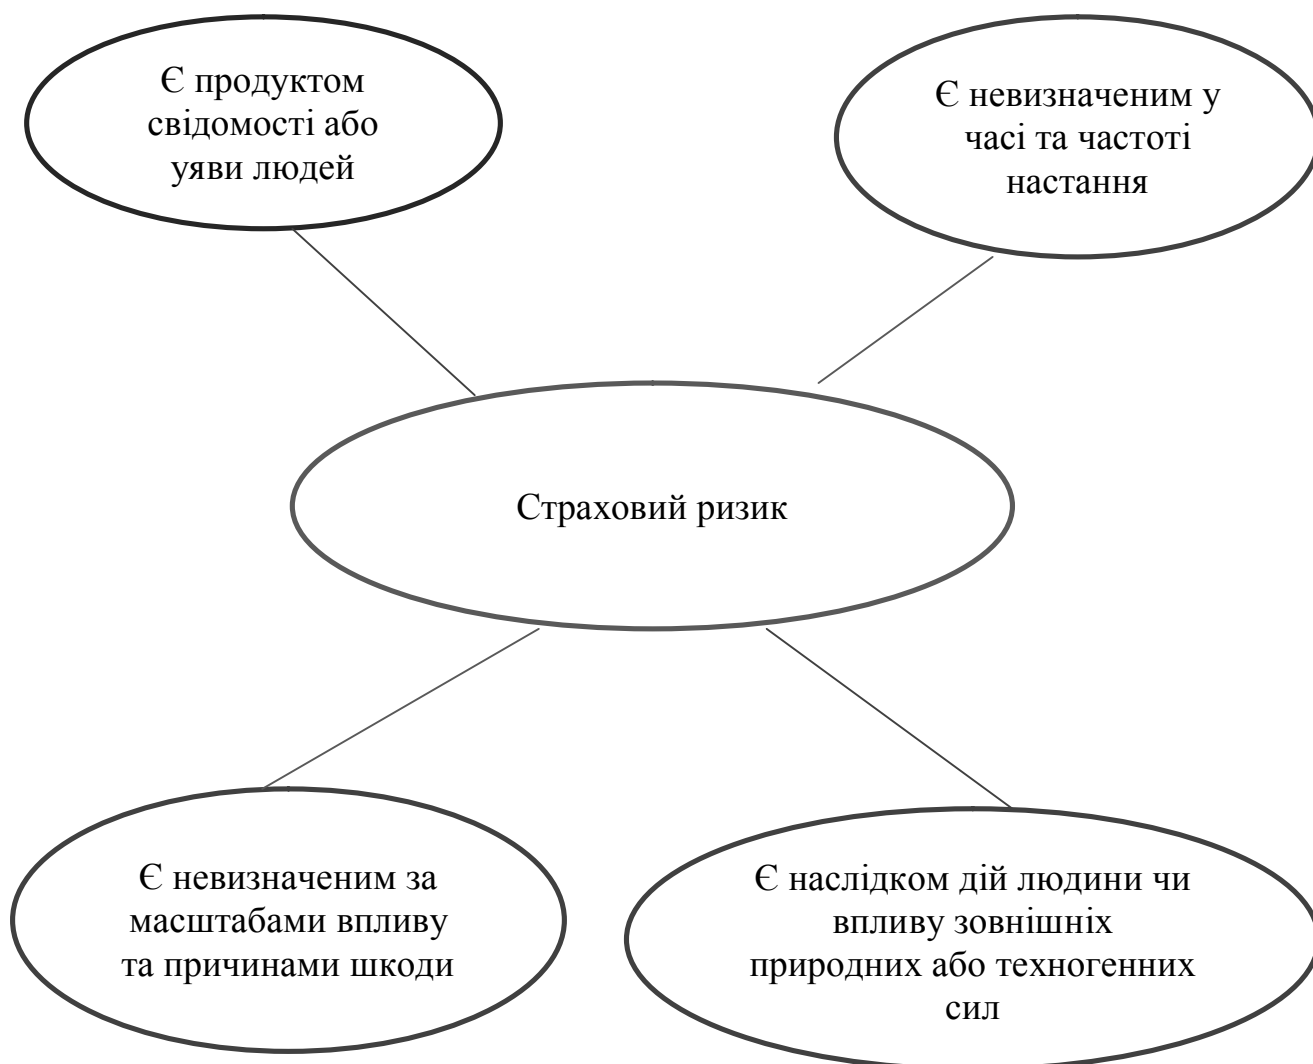 Є продуктом
свідомості або
уяви людей
Є невизначеним у
часі та частоті
настання
Страховий ризик
Є невизначеним за
масштабами впливу
та причинами шкоди
Є наслідком дій людини чи
впливу зовнішніх
природних або техногенних
сил